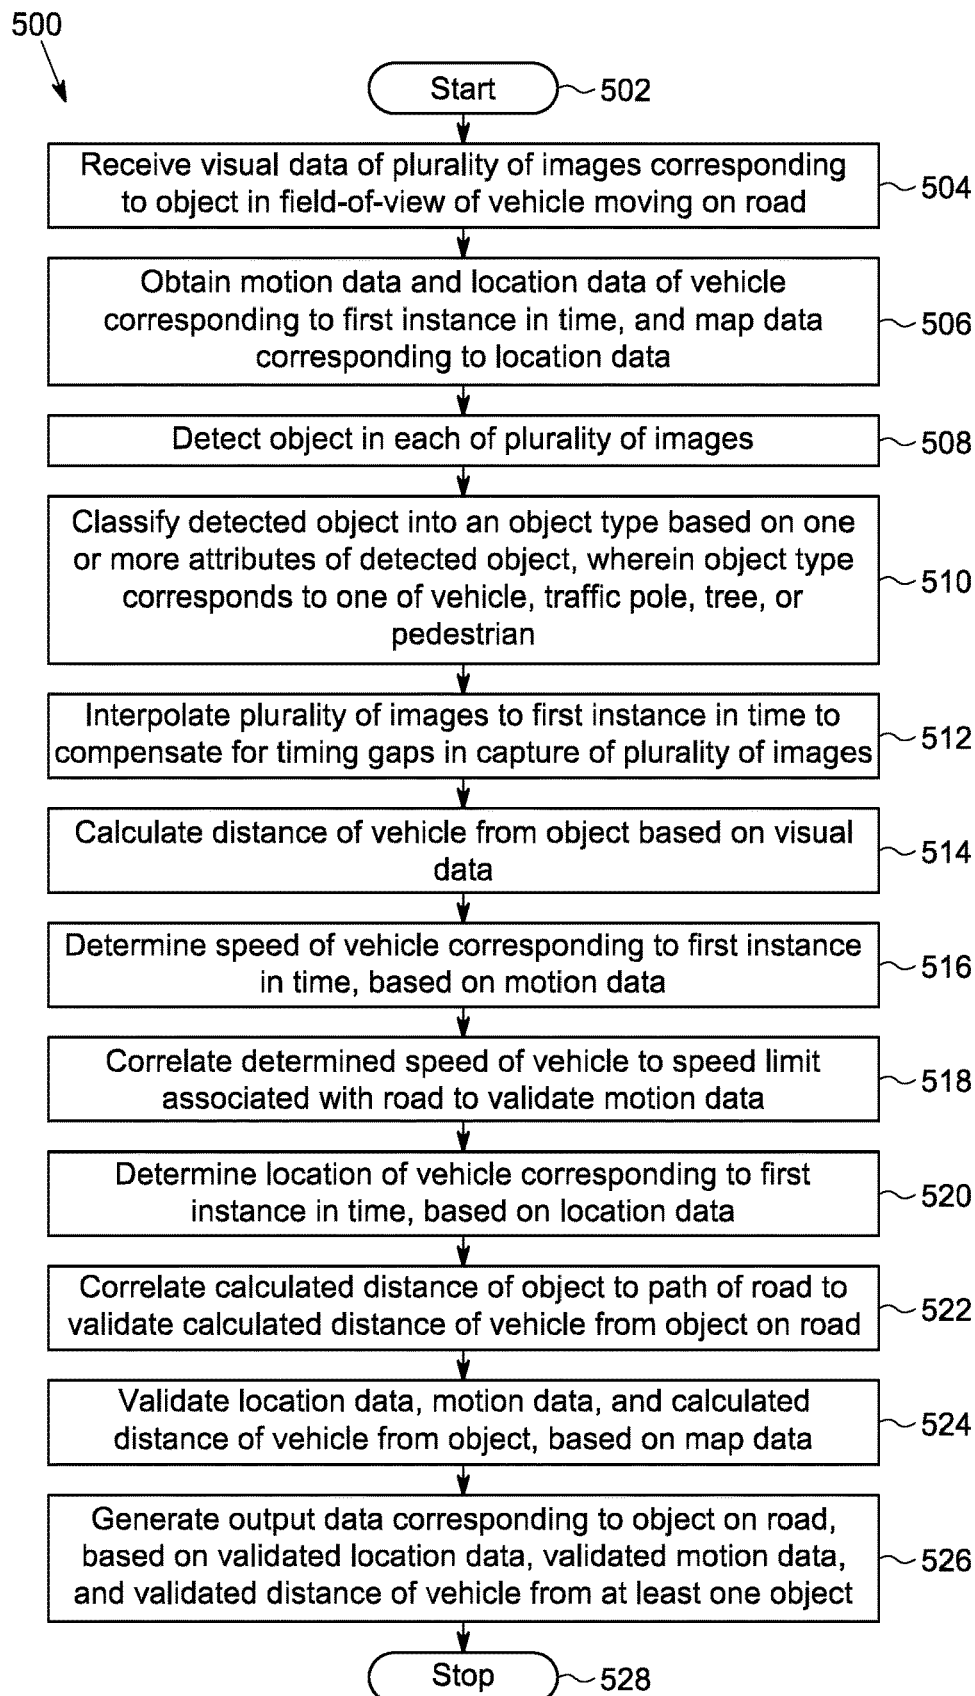 500
Start
502
Receive visual data of plurality of images corresponding
to object in field-of-view of vehicle moving on road
504
Obtain motion data and location data of vehicle
corresponding to first instance in time, and map data
corresponding to location data
506
Detect object in each of plurality of images
508
Classify detected object into an object type based on one
or more attributes of detected object, wherein object type
corresponds to one of vehicle, traffic pole, tree, or
pedestrian
510
Interpolate plurality of images to first instance in time to
compensate for timing gaps in capture of plurality of images
512
Calculate distance of vehicle from object based on visual
data
514
Determine speed of vehicle corresponding to first instance
in time, based on motion data
516
Correlate determined speed of vehicle to speed limit
associated with road to validate motion data
518
Determine location of vehicle corresponding to first
instance in time, based on location data
520
Correlate calculated distance of object to path of road to
validate calculated distance of vehicle from object on road
522
Validate location data, motion data, and calculated
distance of vehicle from object, based on map data
524
Generate output data corresponding to object on road,
based on validated location data, validated motion data,
and validated distance of vehicle from at least one object
526
Stop
528